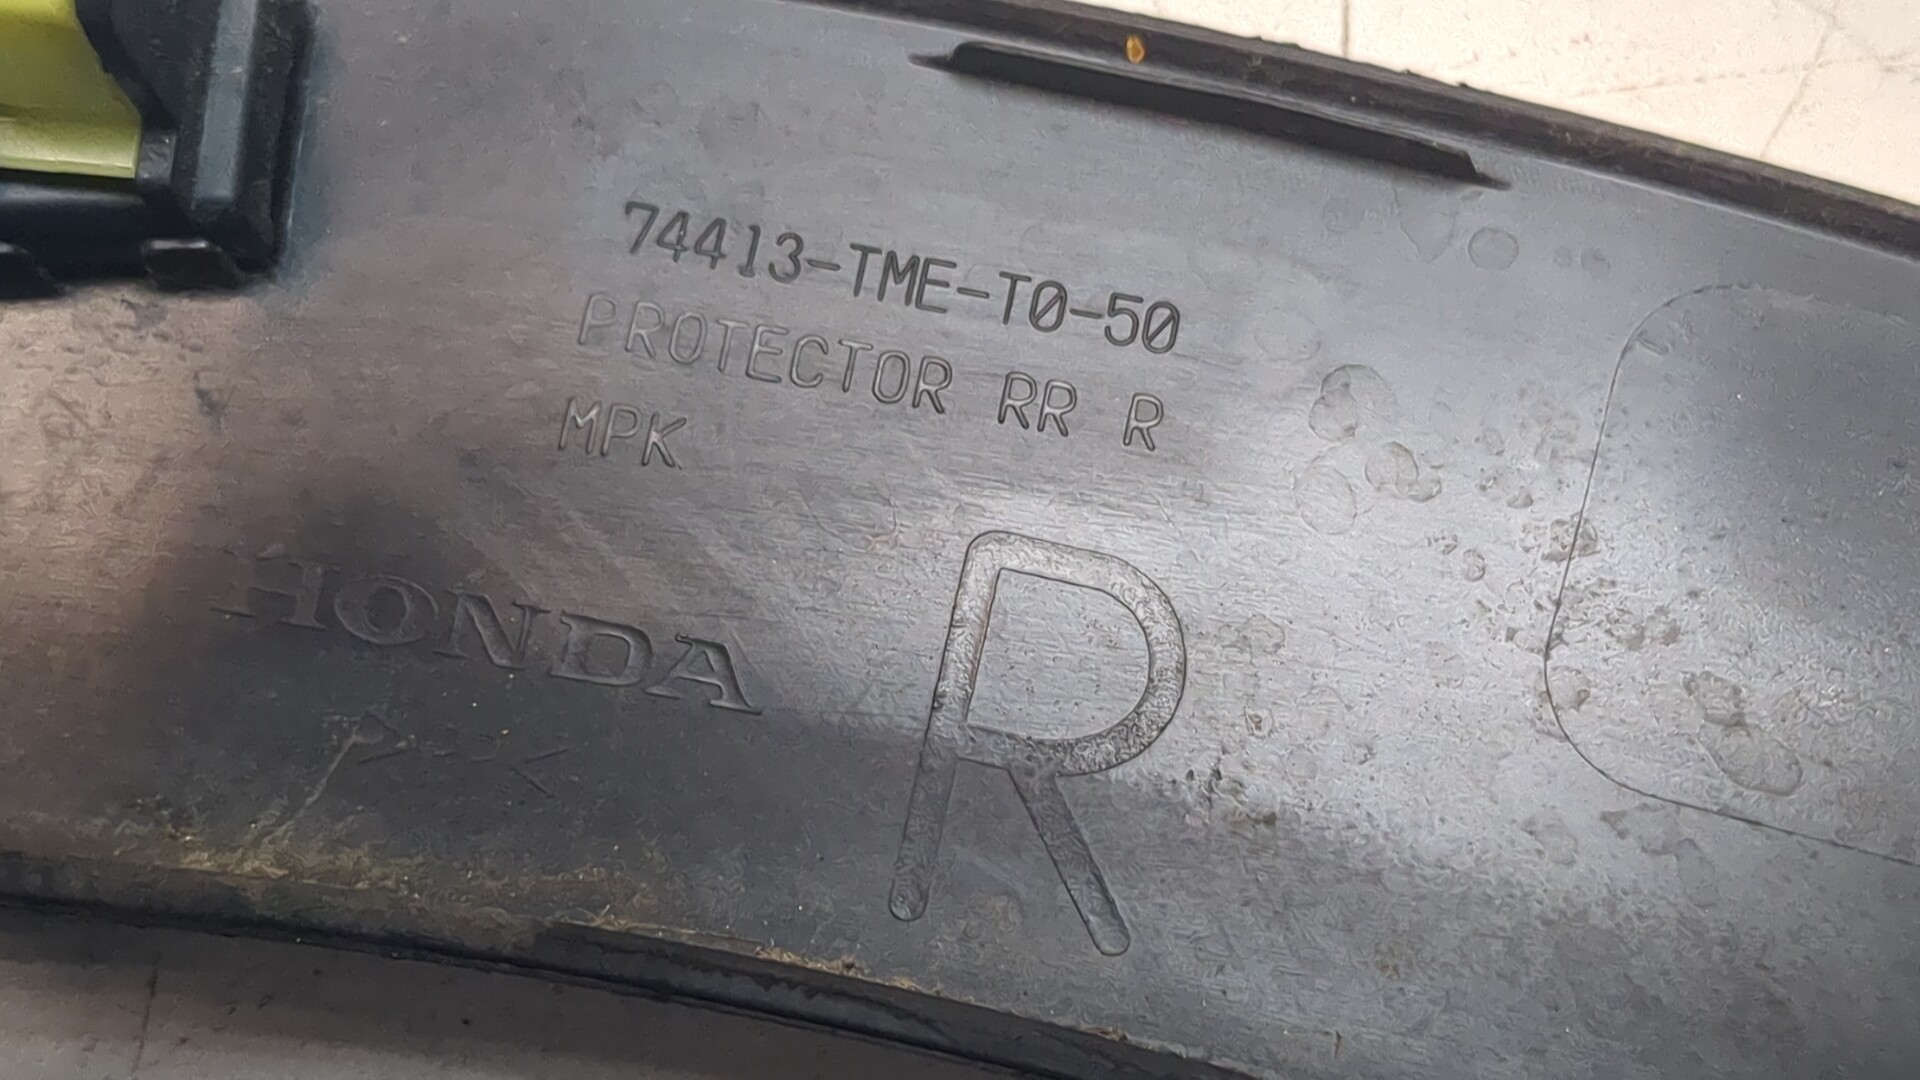 74413-TME-T0-50
PROTECTOR RR R
MPK
HONDA
R